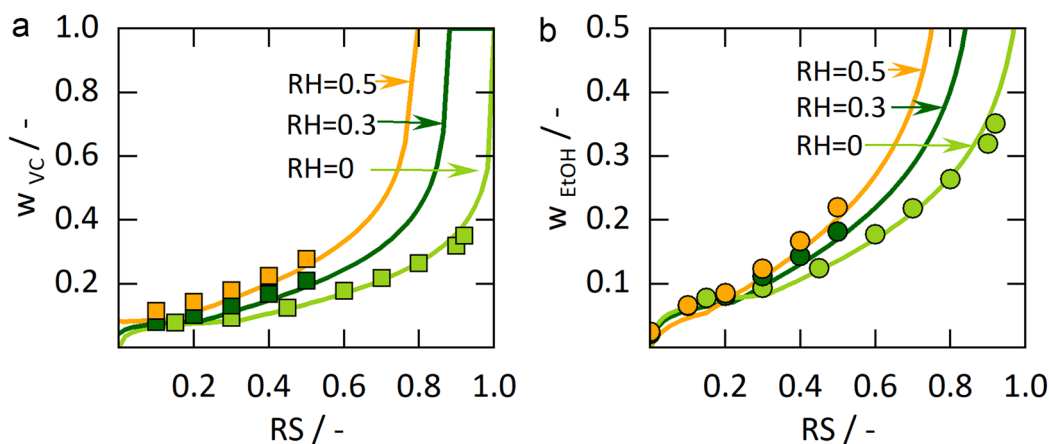 a
1.0
0.8
0.6
0.4
0.2
w VC / -
RH=0.5
RH=0.3
RH=0
0.2 0.4 0.6 0.8 1.0
RS / -
b
0.5
0.4
0.3
0.2
0.1
w EtOH / -
RH=0.5
RH=0.3
RH=0
0.0 0.2 0.4 0.6 0.8 1.0
RS / -